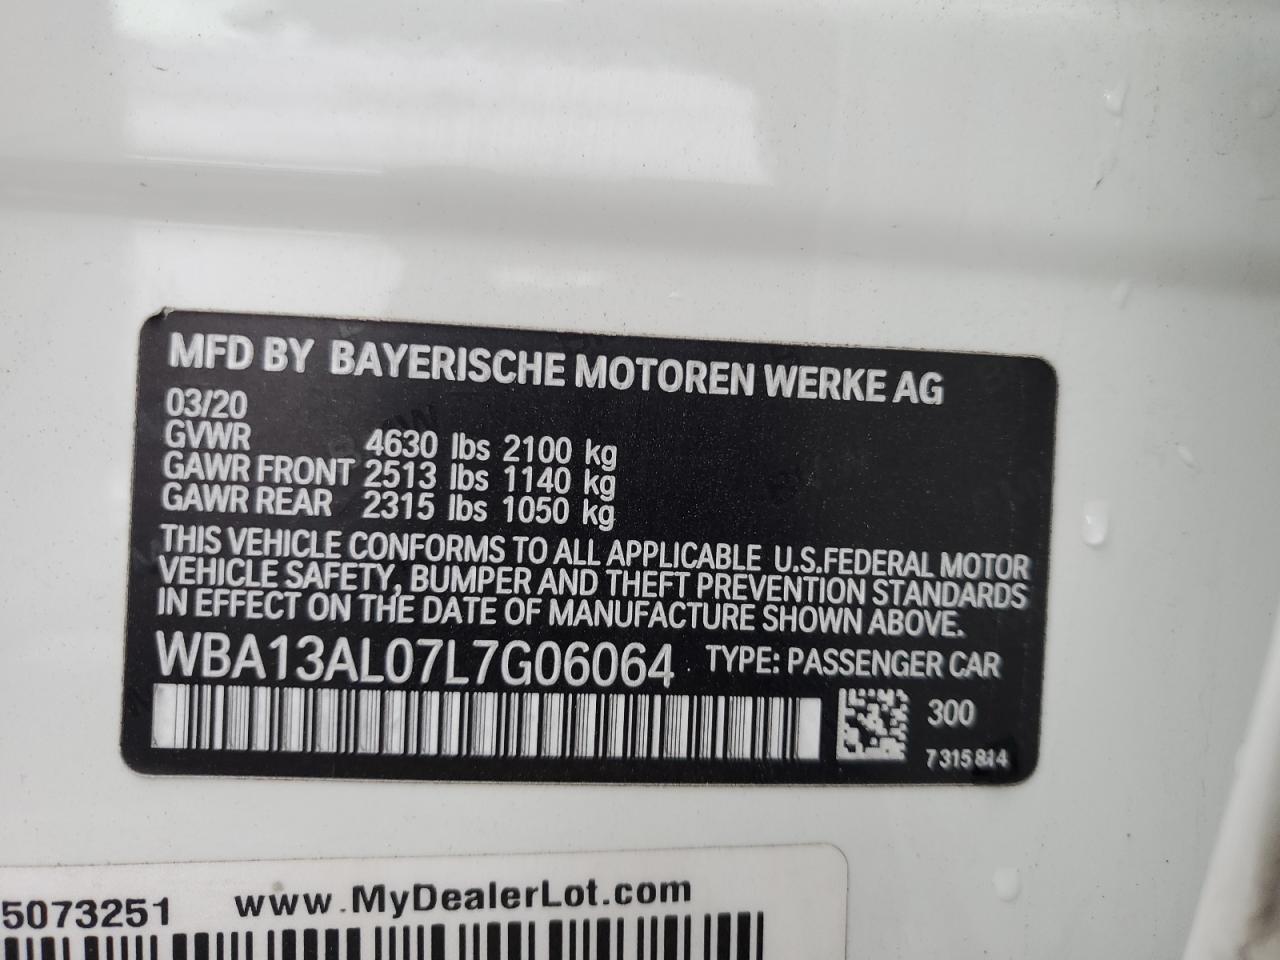 MFD BY BAYERISCHE MOTOREN WERKE AG
03/20
GVWR 4630 lbs 2100 kg
GAWR FRONT 2513 lbs 1140 kg
GAWR REAR 2315 lbs 1050 kg
THIS VEHICLE CONFORMS TO ALL APPLICABLE U.S.FEDERAL MOTOR
VEHICLE SAFETY, BUMPER AND THEFT PREVENTION STANDARDS
IN EFFECT ON THE DATE OF MANUFACTURE SHOWN ABOVE.
WBA13AL07L7G06064 TYPE: PASSENGER CAR
300
7315814
5073251 www.MyDealerLot.com